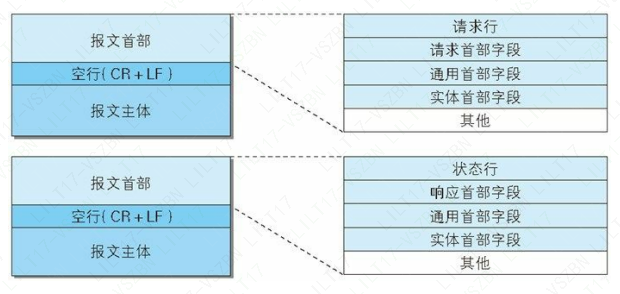 报文首部
空行(CR+LF)
报文主体
请求行
请求首部字段
通用首部字段
实体首部字段
其他
报文首部
空行(CR+LF)
报文主体
状态行
响应首部字段
通用首部字段
实体首部字段
其他